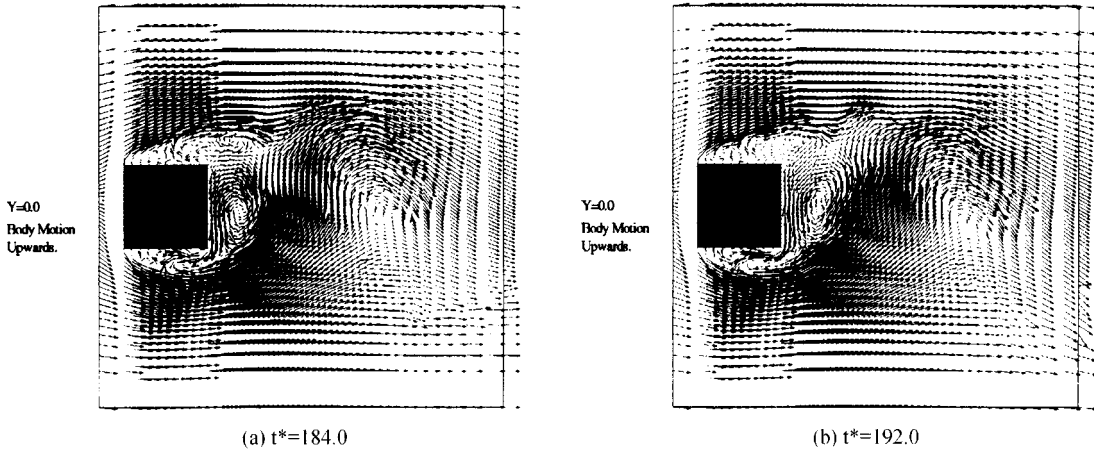 Y=0.0
Body Motion
Upwards.
(a) t*=184.0
Y=0.0
Body Motion
Upwards.
(b) t*=192.0